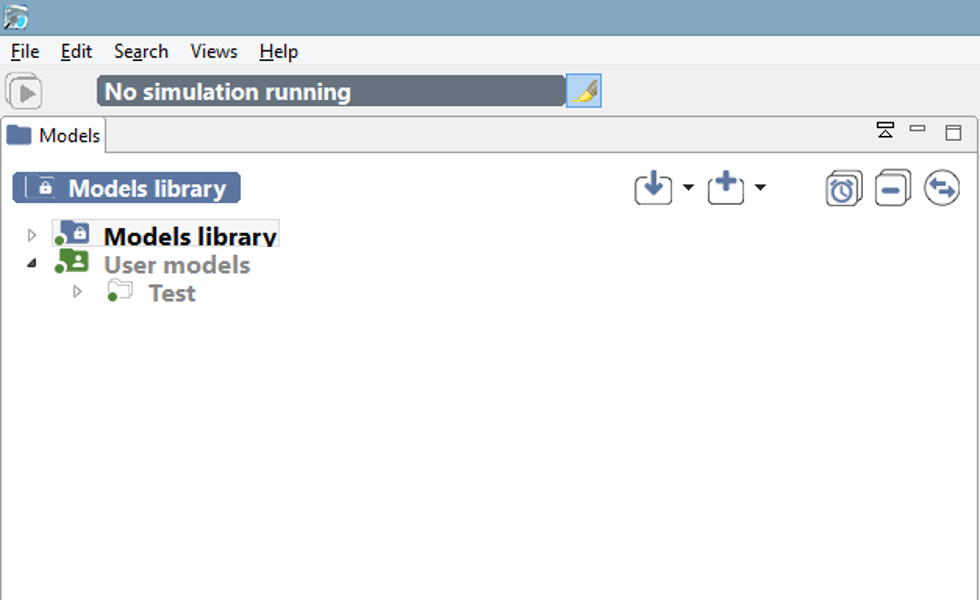 File Edit Search Views Help
No simulation running
Models
Models library
Models library
User models
Test